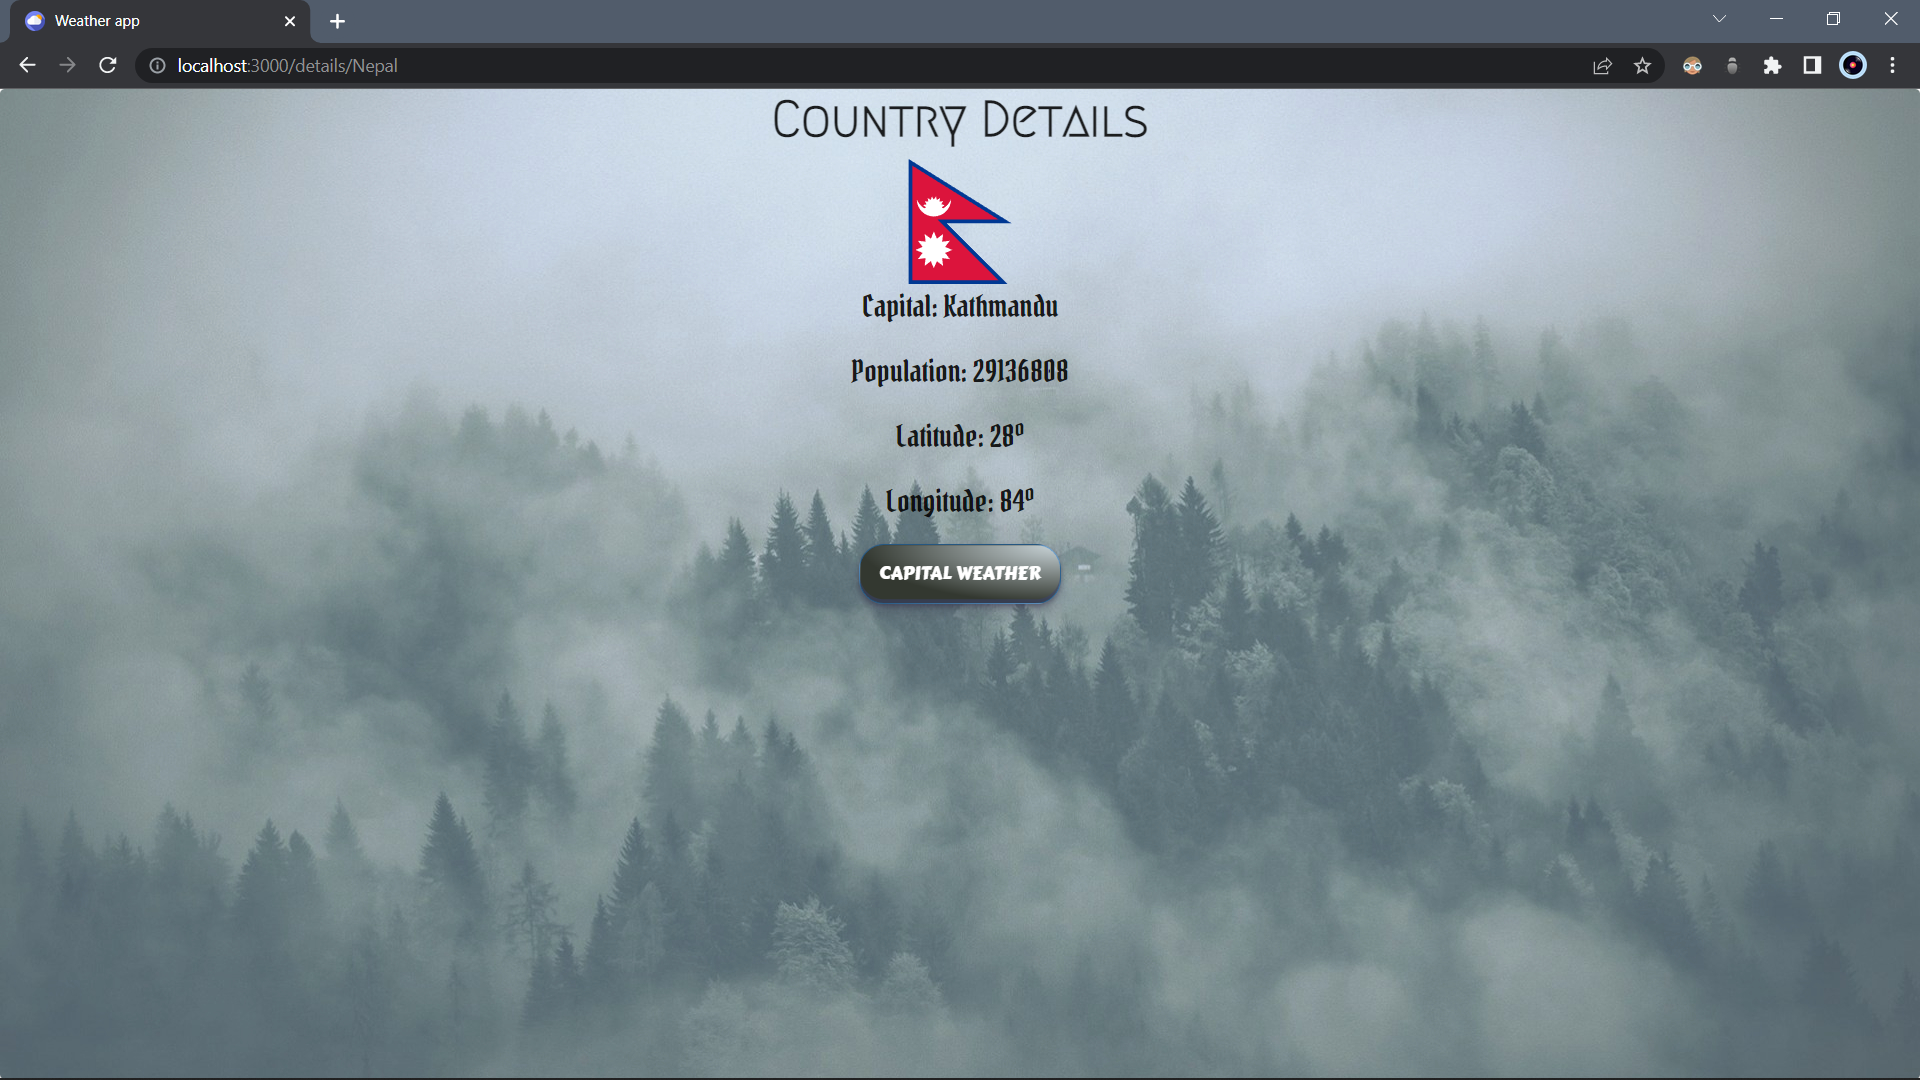 Weather app
localhost:3000/details/Nepal
Country Details
Capital: Kathmandu
Population: 29136808
Latitude: 28º
Longitude: 84º
CAPITAL WEATHER